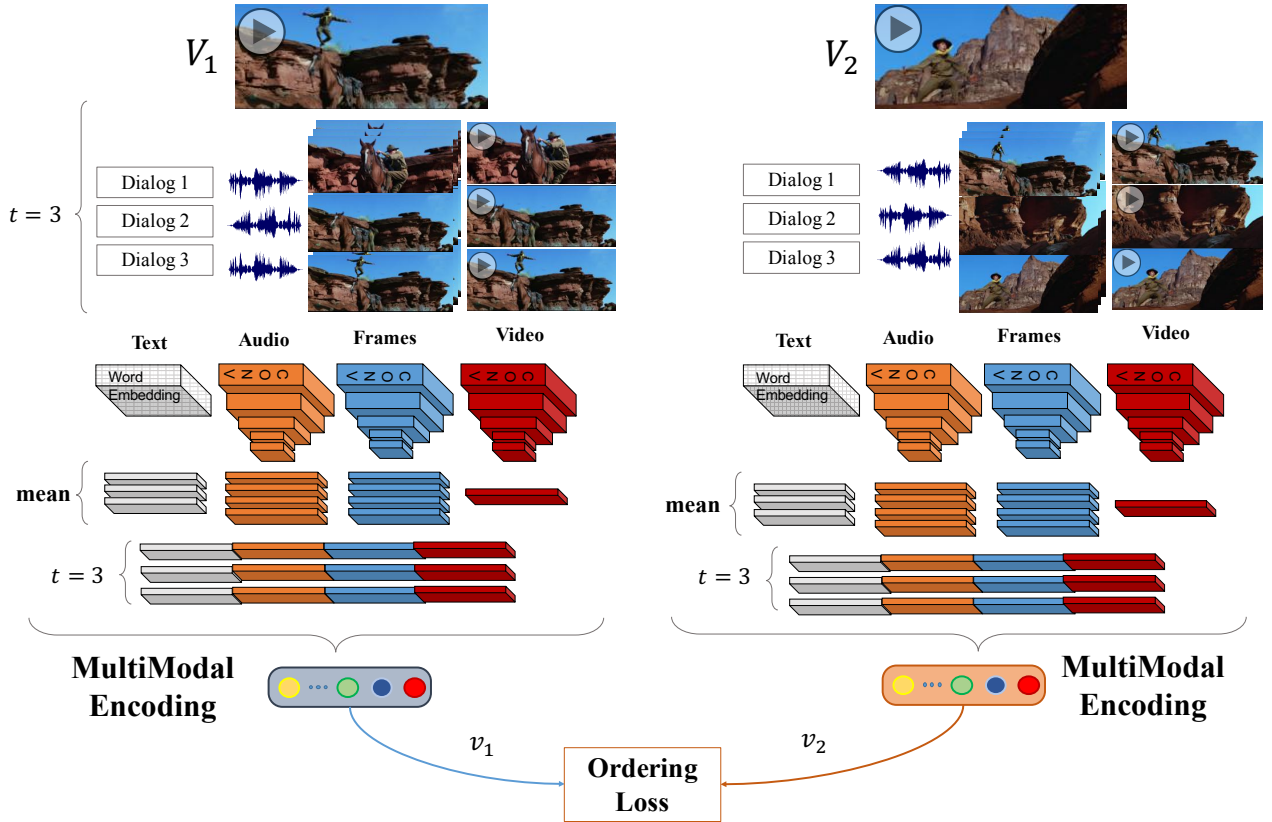 V₁
t = 3
Dialog 1
Dialog 2
Dialog 3
Text
Audio
Frames
Video
Word
Embedding
CONV
CONV
CONV
mean
t = 3
MultiModal
Encoding
v₁
V₂
Dialog 1
Dialog 2
Dialog 3
Text
Audio
Frames
Video
Word
Embedding
CONV
CONV
CONV
mean
t = 3
MultiModal
Encoding
v₂
Ordering
Loss